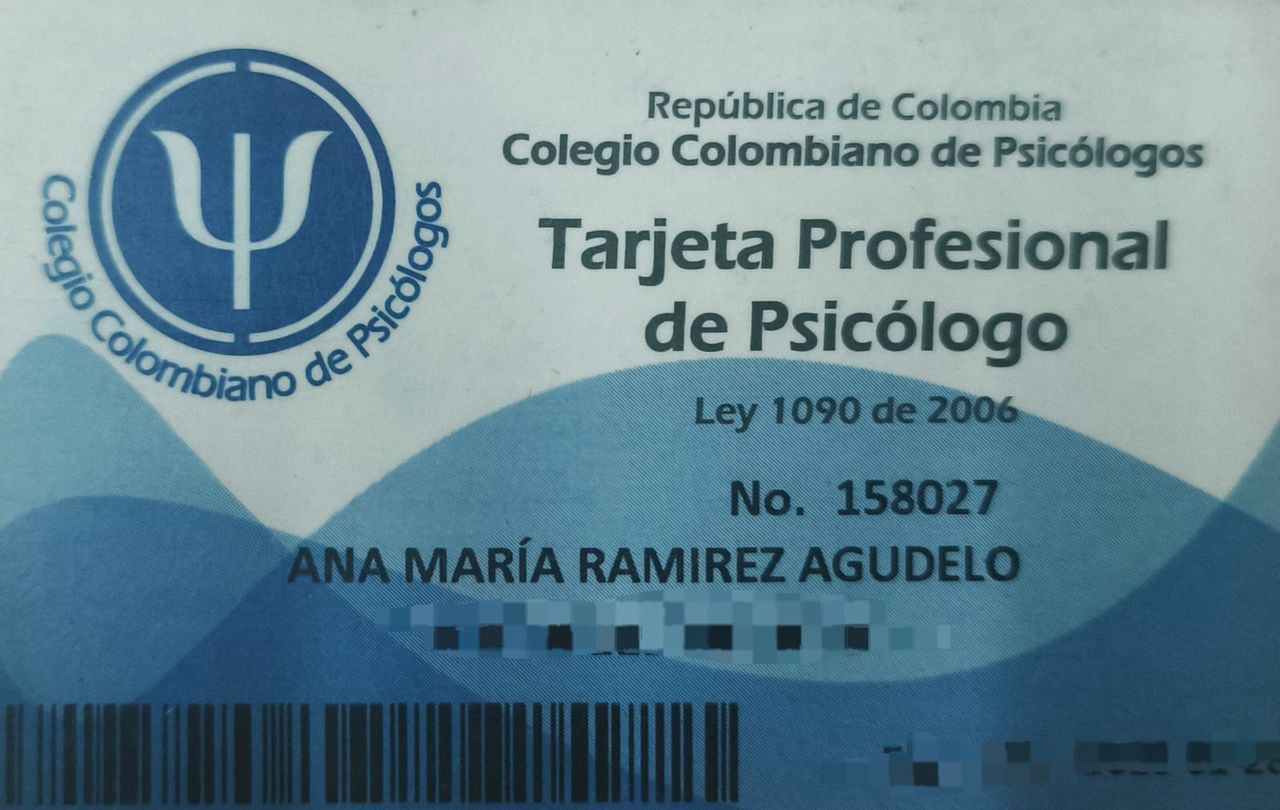 República de Colombia
Colegio Colombiano de Psicólogos
Tarjeta Profesional
de Psicólogo
Ley 1090 de 2006
No. 158027
ANA MARÍA RAMIREZ AGUDELO
Colegio Colombiano de Psicólogos